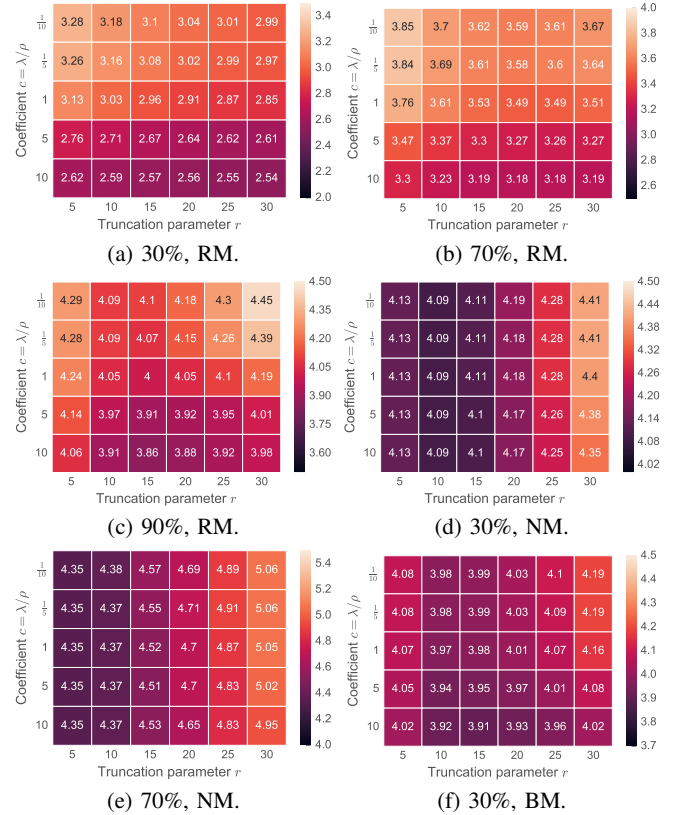 1/10 3.28 3.18 3.1 3.04 3.01 2.99
1/5 3.26 3.16 3.08 3.02 2.99 2.97
1 3.13 3.03 2.96 2.91 2.87 2.85
5 2.76 2.71 2.67 2.64 2.62 2.61
10 2.62 2.59 2.57 2.56 2.55 2.54
5 10 15 20 25 30
Coefficient c = λ/ρ
Truncation parameter r
3.4
3.2
3.0
2.8
2.6
2.4
2.2
2.0
(a) 30%, RM.
1/10 3.85 3.7 3.62 3.59 3.61 3.67
1/5 3.84 3.69 3.61 3.58 3.6 3.64
1 3.76 3.61 3.53 3.49 3.49 3.51
5 3.47 3.37 3.3 3.27 3.26 3.27
10 3.3 3.23 3.19 3.18 3.18 3.19
5 10 15 20 25 30
Coefficient c = λ/ρ
Truncation parameter r
4.0
3.8
3.6
3.4
3.2
3.0
2.8
2.6
(b) 70%, RM.
1/10 4.29 4.09 4.1 4.18 4.3 4.45
1/5 4.28 4.09 4.07 4.15 4.26 4.39
1 4.24 4.05 4 4.05 4.1 4.19
5 4.14 3.97 3.91 3.92 3.95 4.01
10 4.06 3.91 3.86 3.88 3.92 3.98
5 10 15 20 25 30
Coefficient c = λ/ρ
Truncation parameter r
4.50
4.35
4.20
4.05
3.90
3.75
3.60
(c) 90%, RM.
1/10 4.13 4.09 4.11 4.19 4.28 4.41
1/5 4.13 4.09 4.11 4.18 4.28 4.41
1 4.13 4.09 4.11 4.18 4.28 4.4
5 4.13 4.09 4.1 4.17 4.26 4.38
10 4.13 4.09 4.1 4.17 4.25 4.35
5 10 15 20 25 30
Coefficient c = λ/ρ
Truncation parameter r
4.50
4.44
4.38
4.32
4.26
4.20
4.14
4.08
4.02
(d) 30%, NM.
1/10 4.35 4.38 4.57 4.69 4.89 5.06
1/5 4.35 4.37 4.55 4.71 4.91 5.06
1 4.35 4.37 4.52 4.7 4.87 5.05
5 4.35 4.37 4.51 4.7 4.83 5.02
10 4.35 4.37 4.53 4.65 4.83 4.95
5 10 15 20 25 30
Coefficient c = λ/ρ
Truncation parameter r
5.4
5.2
5.0
4.8
4.6
4.4
4.2
4.0
(e) 70%, NM.
1/10 4.08 3.98 3.99 4.03 4.1 4.19
1/5 4.08 3.98 3.99 4.03 4.09 4.19
1 4.07 3.97 3.98 4.01 4.07 4.16
5 4.05 3.94 3.95 3.97 4.01 4.08
10 4.02 3.92 3.91 3.93 3.96 4.02
5 10 15 20 25 30
Coefficient c = λ/ρ
Truncation parameter r
4.5
4.4
4.3
4.2
4.1
4.0
3.9
3.8
3.7
(f) 30%, BM.